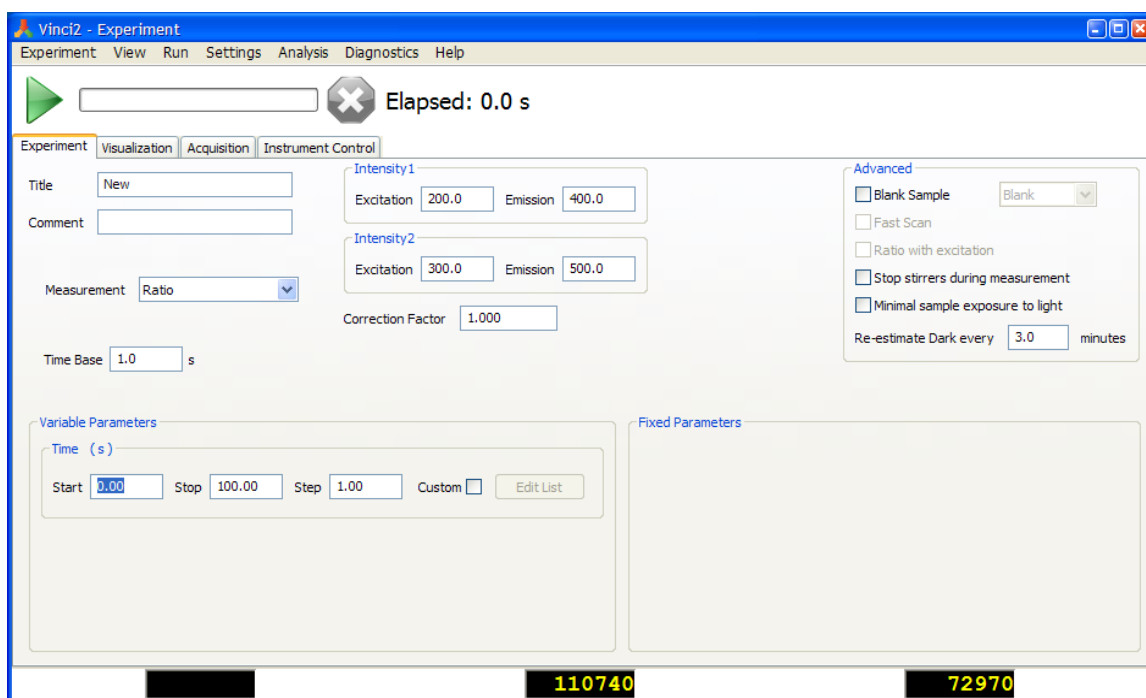 Vinci2 - Experiment
Experiment View Run Settings Analysis Diagnostics Help
Elapsed: 0.0 s
Experiment Visualization Acquisition Instrument Control
Title New
Comment
Measurement Ratio
Time Base 1.0 s
Intensity1
Excitation 200.0 Emission 400.0
Intensity2
Excitation 300.0 Emission 500.0
Correction Factor 1.000
Advanced
Blank Sample Blank
Fast Scan
Ratio with excitation
Stop stirrers during measurement
Minimal sample exposure to light
Re-estimate Dark every 3.0 minutes
Variable Parameters
Time (s)
Start 0.00 Stop 100.00 Step 1.00 Custom Edit List
Fixed Parameters
110740 72970